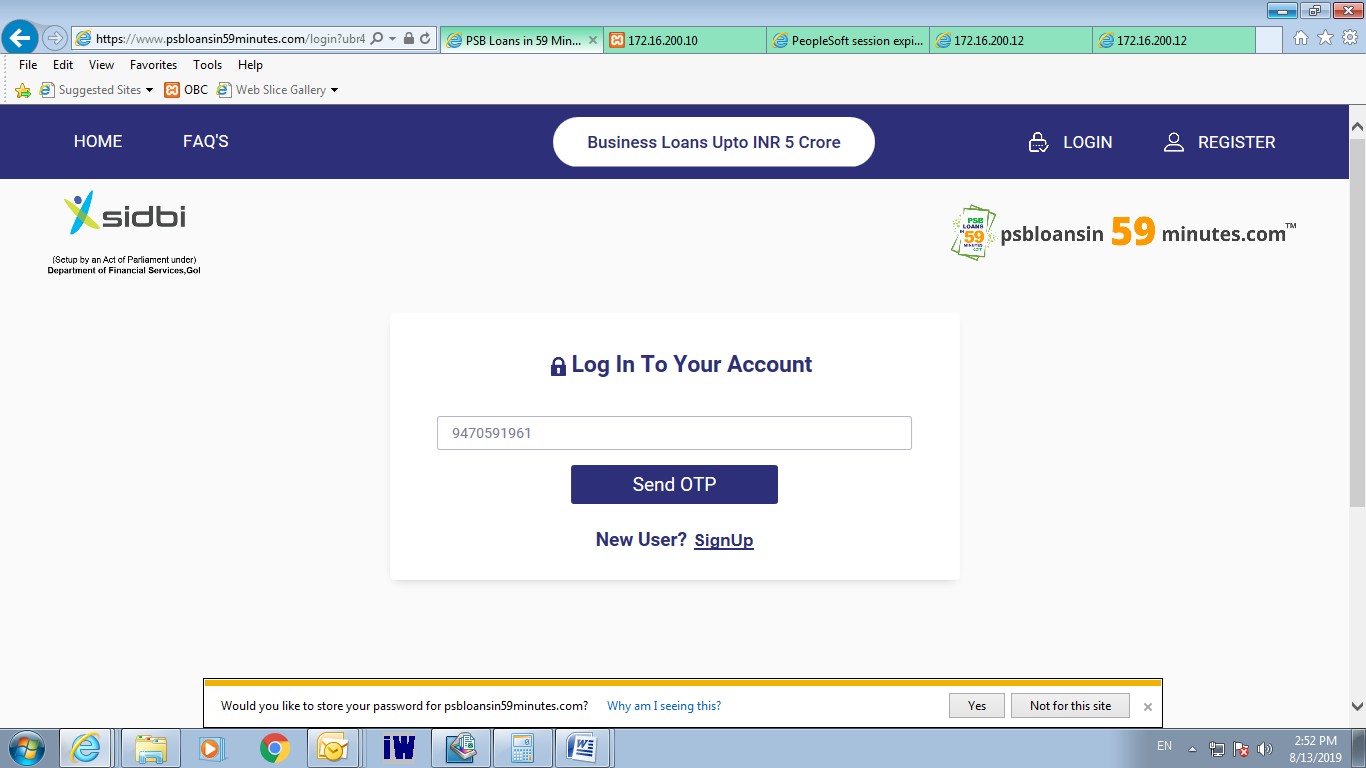 https://www.psbloansin59minutes.com/login?ubr4
PSB Loans in 59 Min...
172.16.200.10
PeopleSoft session expi...
172.16.200.12
172.16.200.12
File Edit View Favorites Tools Help
Suggested Sites OBC Web Slice Gallery
HOME FAQ'S Business Loans Upto INR 5 Crore LOGIN REGISTER
sidbi
(Setup by an Act of Parliament under)
Department of Financial Services,GoI
PSB LOANS IN 59 MINUTES
psbloansin 59 minutes.com™
Log In To Your Account
9470591961
Send OTP
New User? SignUp
Would you like to store your password for psbloansin59minutes.com? Why am I seeing this? Yes Not for this site
iW
EN
2:52 PM
8/13/2019